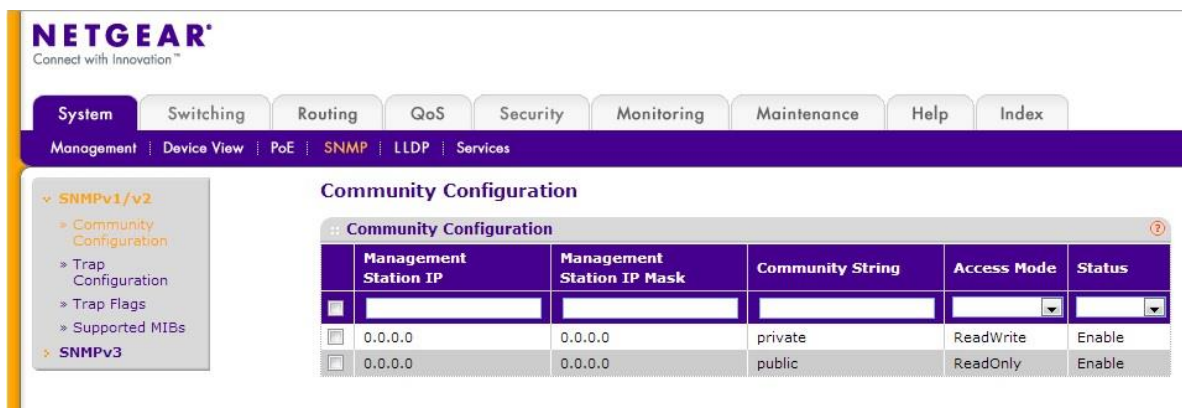 NETGEAR®
Connect with Innovation™
System Switching Routing QoS Security Monitoring Maintenance Help Index
Management | Device View | PoE | SNMP | LLDP | Services
SNMPv1/v2
» Community
Configuration
» Trap
Configuration
» Trap Flags
» Supported MIBs
SNMPv3
Community Configuration
Community Configuration ?
Management Station IP Management Station IP Mask Community String Access Mode Status
0.0.0.0 0.0.0.0 private ReadWrite Enable
0.0.0.0 0.0.0.0 public ReadOnly Enable